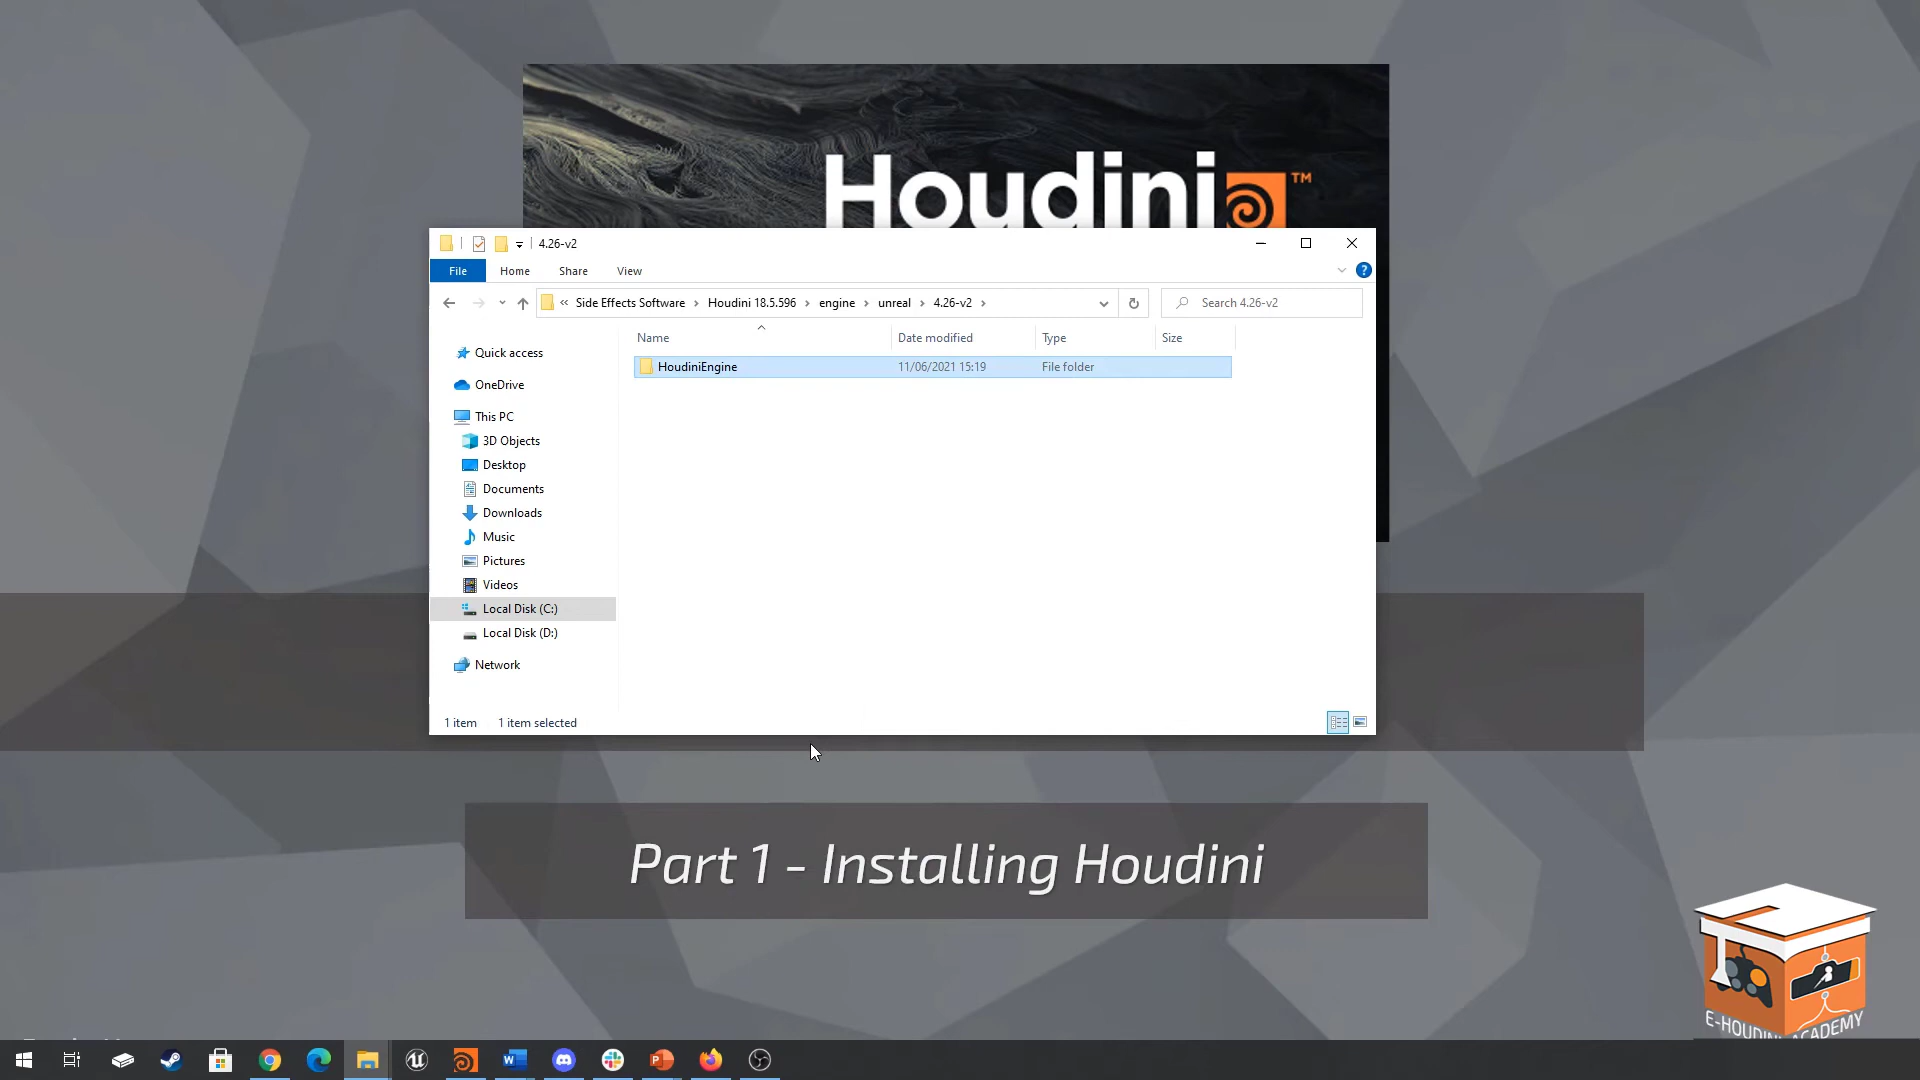 Houdini™
4.26-v2
File
Home
Share
View
« Side Effects Software › Houdini 18.5.596 › engine › unreal › 4.26-v2 ›
Search 4.26-v2
Name
Date modified
Type
Size
HoudiniEngine
11/06/2021 15:19
File folder
Quick access
OneDrive
This PC
3D Objects
Desktop
Documents
Downloads
Music
Pictures
Videos
Local Disk (C:)
Local Disk (D:)
Network
1 item
1 item selected
Part 1 - Installing Houdini
E-HOUDINI ACADEMY